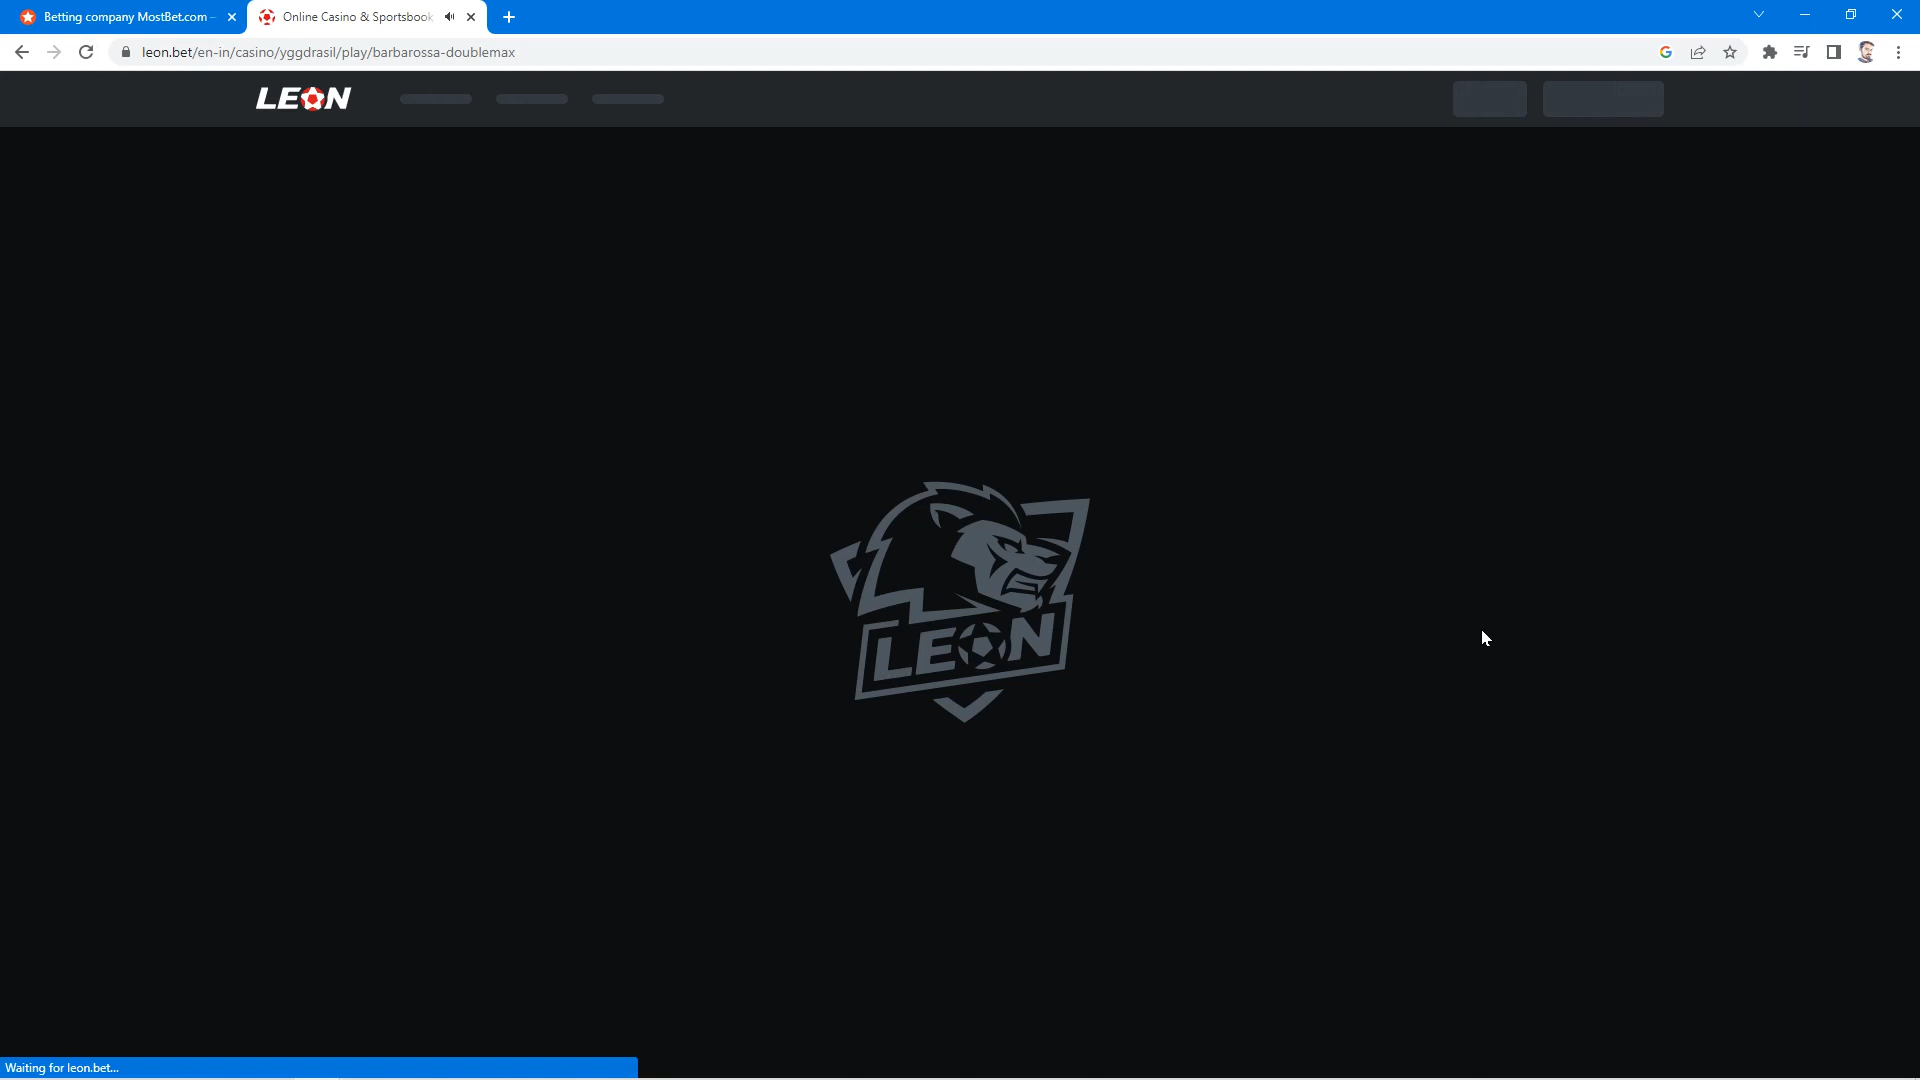 Betting company MostBet.com –
Online Casino & Sportsbook
leon.bet/en-in/casino/yggdrasil/play/barbarossa-doublemax
LEON
LEON
Waiting for leon.bet...